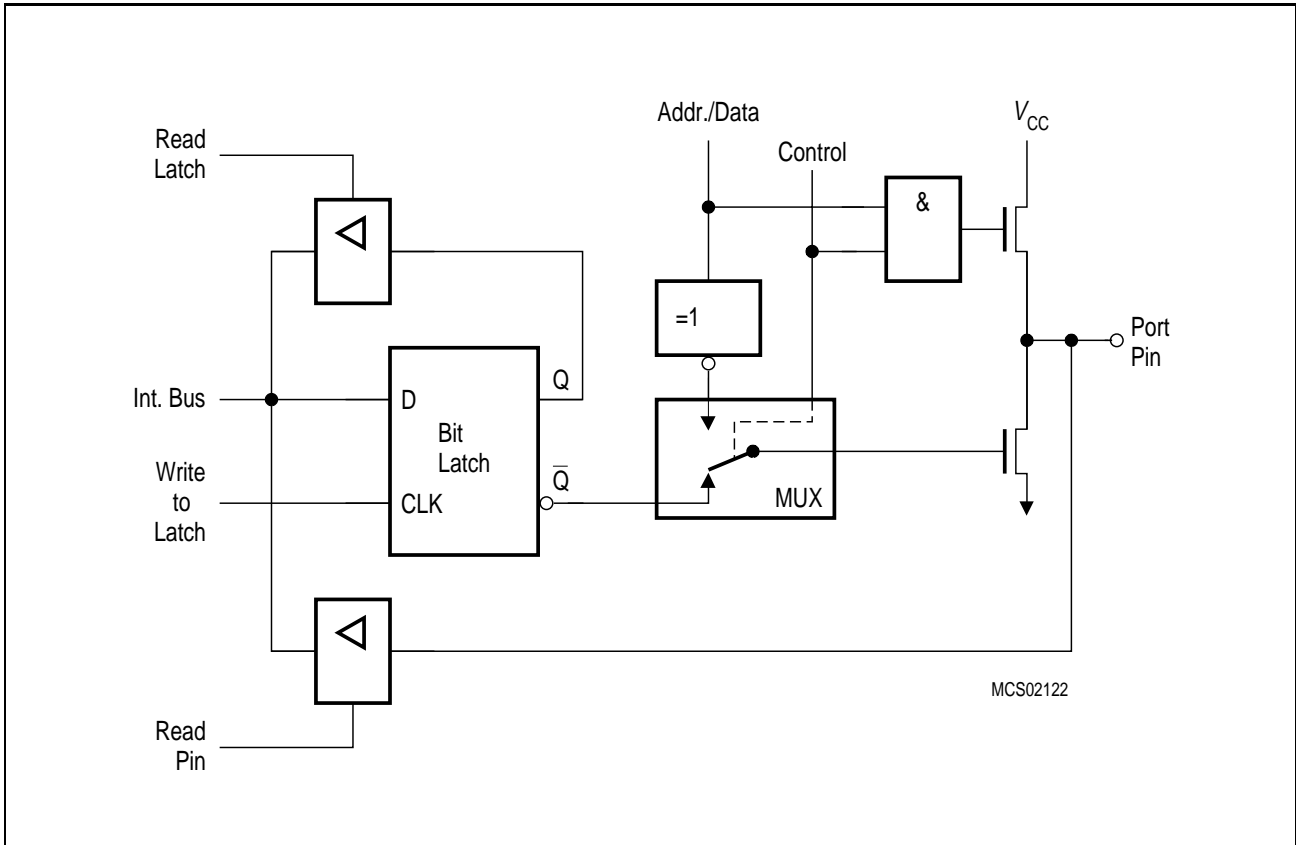 Addr./Data
V CC
Read
Latch
Control
&
=1
Port
Pin
Int. Bus
D
Q
Bit
Latch
Write
to
Latch
CLK
Q̅
MUX
MCS02122
Read
Pin